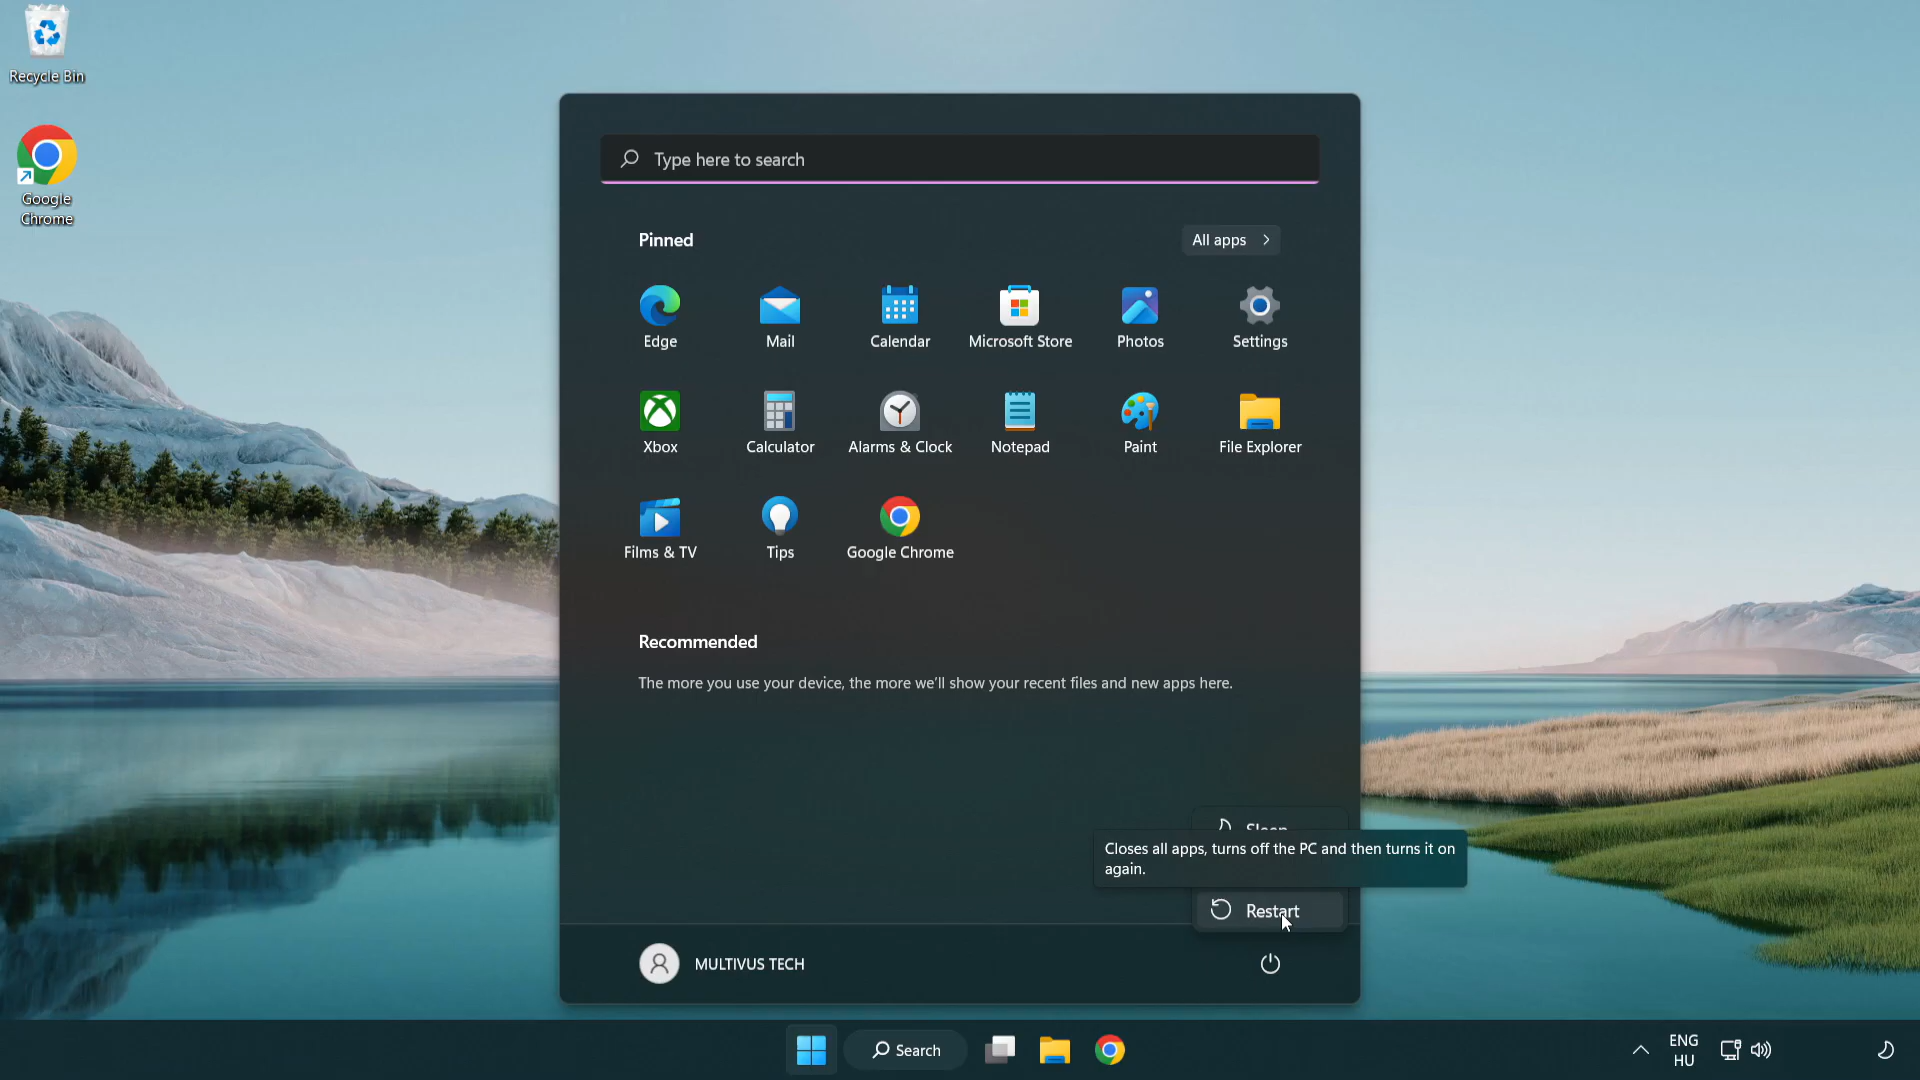 Recycle Bin
Google
Chrome
Type here to search
Pinned
All apps
Edge
Mail
Calendar
Microsoft Store
Photos
Settings
Xbox
Calculator
Alarms & Clock
Notepad
Paint
File Explorer
Films & TV
Tips
Google Chrome
Recommended
The more you use your device, the more we'll show your recent files and new apps here.
Sleep
Closes all apps, turns off the PC and then turns it on
again.
Restart
MULTIVUS TECH
Search
ENG
HU